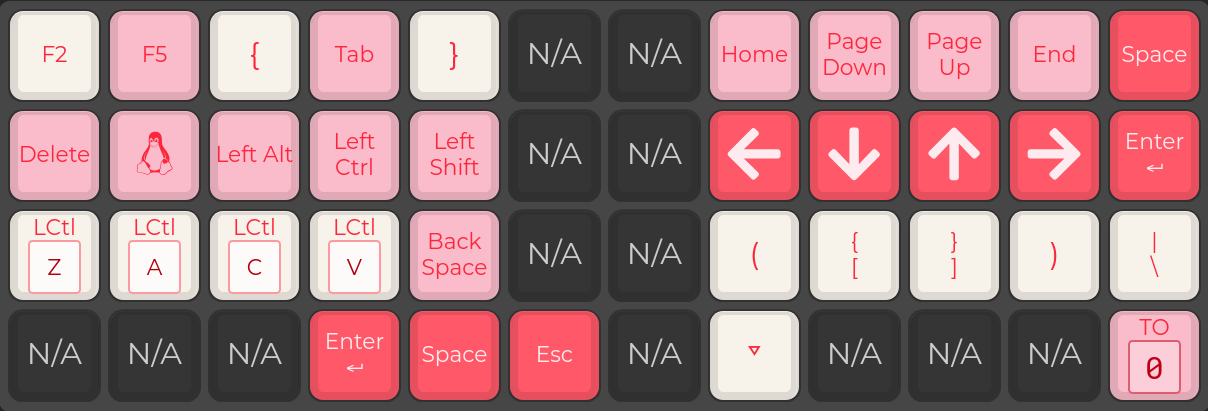 F2 F5 { Tab } N/A N/A Home Page Down Page Up End Space
Delete Left Alt Left Ctrl Left Shift N/A N/A ← ↓ ↑ → Enter ↵
LCtl Z LCtl A LCtl C LCtl V Back Space N/A N/A ( { [ } ] ) | \
N/A N/A N/A Enter ↵ Space Esc N/A ▽ N/A N/A N/A TO 0